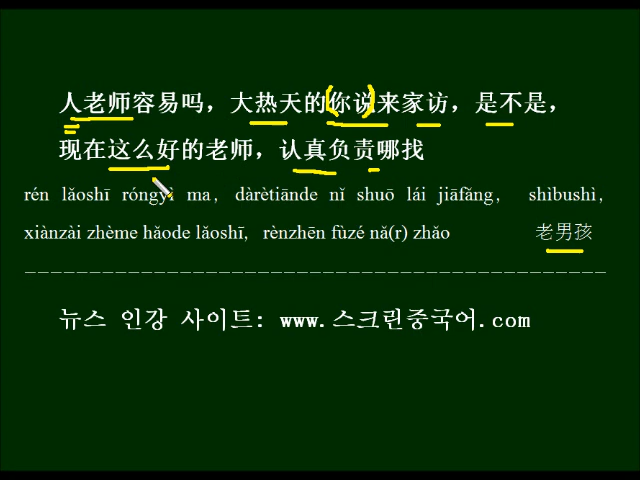 人老师容易吗，大热天的你说来家访，是不是，
现在这么好的老师，认真负责哪找
rén lǎoshī róngyì ma, dàrètiānde nǐ shuō lái jiāfǎng, shìbushì,
xiànzài zhème hǎode lǎoshī, rènzhēn fùzé nǎ(r) zhǎo 老男孩
뉴스 인강 사이트: www.스크린중국어.com